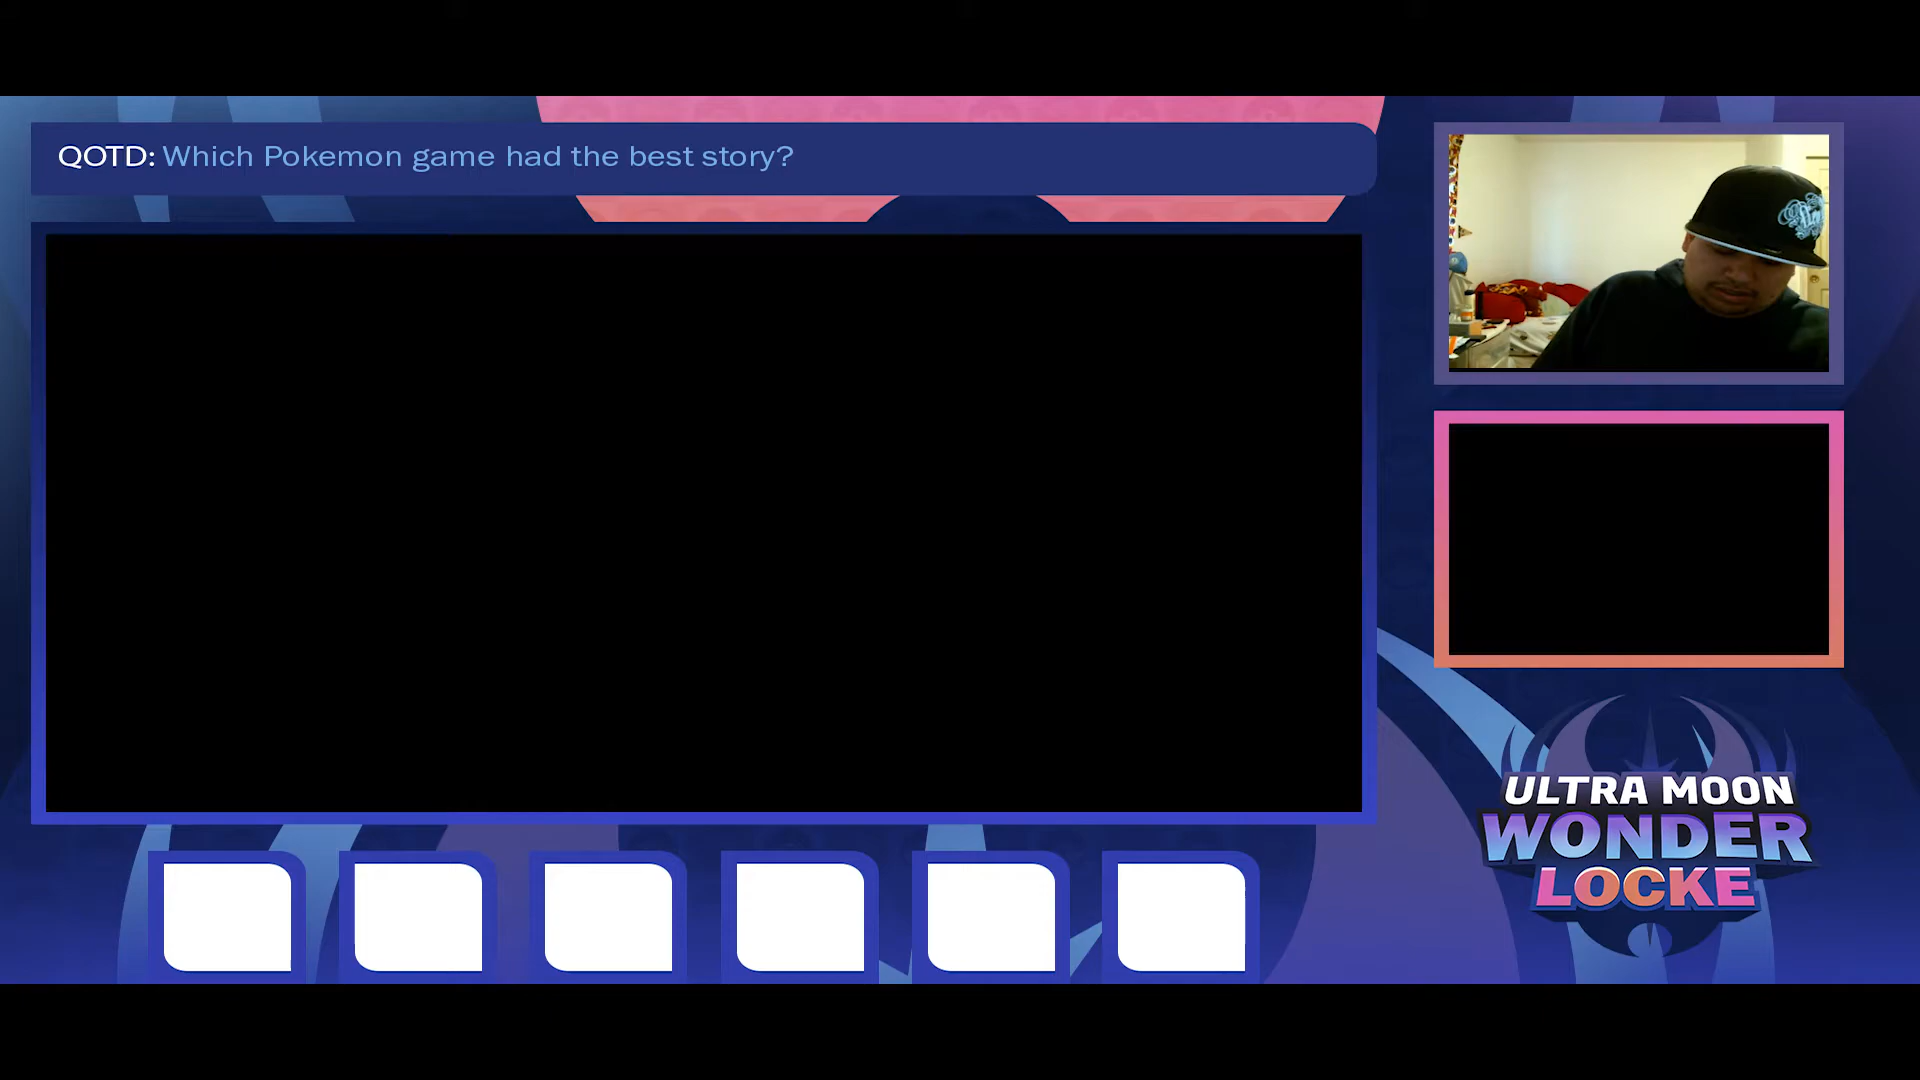 QOTD: Which Pokemon game had the best story?
ULTRA MOON
WONDER
LOCKE